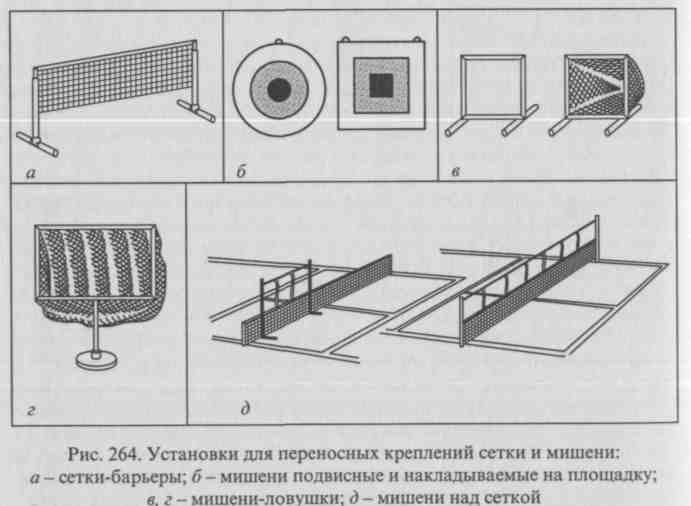 а
б
в
г
д
Рис. 264. Установки для переносных креплений сетки и мишени:
а – сетки-барьеры; б – мишени подвисные и накладываемые на площадку;
в, г – мишени-ловушки; д – мишени над сеткой